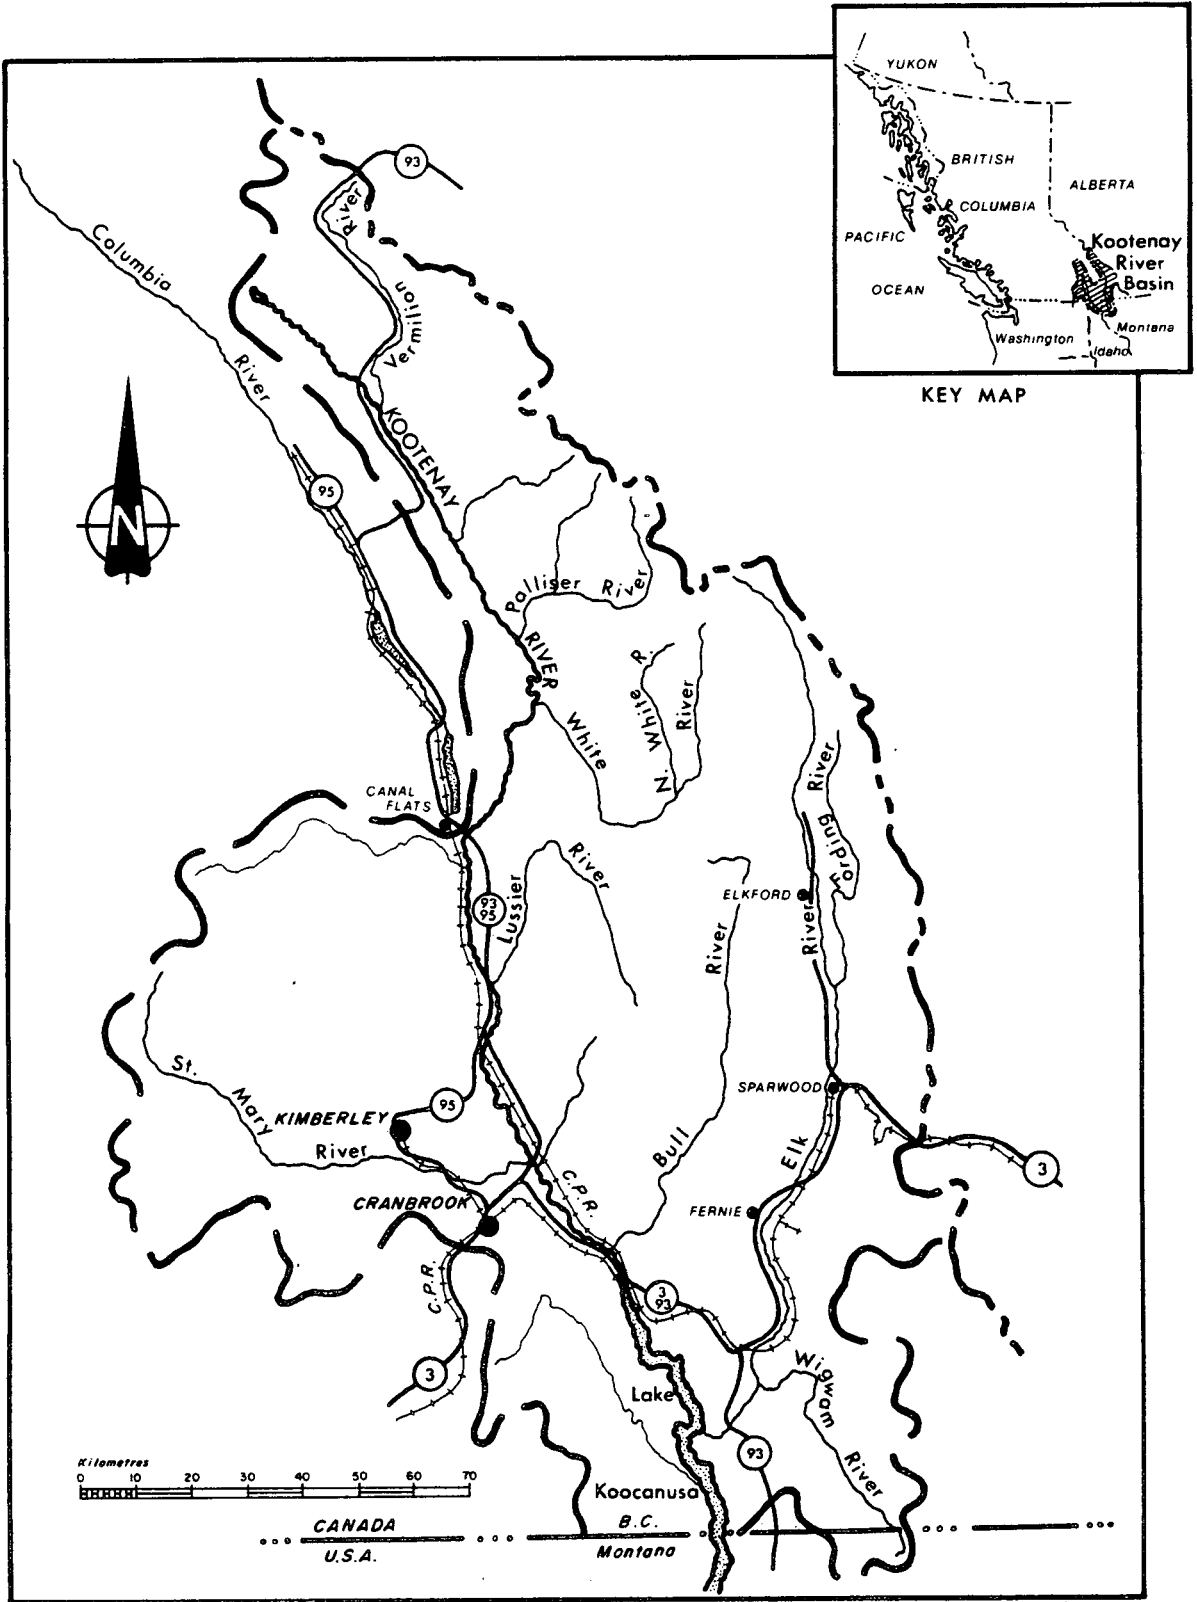 YUKON
BRITISH
COLUMBIA
ALBERTA
PACIFIC
OCEAN
Kootenay
River
Basin
Washington
Idaho
Montana
KEY MAP
93
Columbia
River
Vermilion
River
KOOTENAY
RIVER
95
N
Palliser River
N. White R.
White
River
CANAL
FLATS
93
95
Lussier
River
Fording River
ELKFORD
Elk
River
Bull
River
SPARWOOD
3
St.
Mary
River
KIMBERLEY
95
CRANBROOK
C.P.R.
FERNIE
C.P.R.
3
93
3
Wigwam
River
Lake
Koocanusa
93
Kilometres
0 10 20 30 40 50 60 70
CANADA
U.S.A.
B.C.
Montana